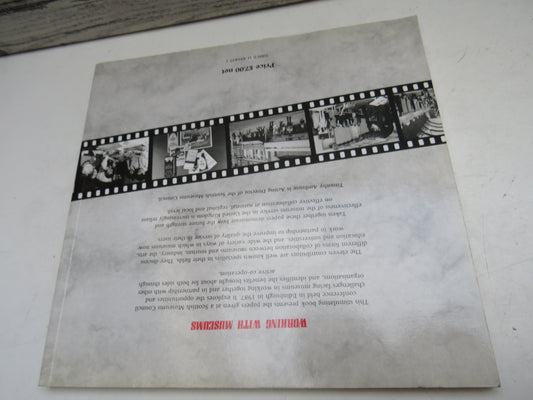 WORKING WITH MUSEUMS
This stimulating book presents the papers given at a Scottish Museums Council
conference held in Edinburgh in 1987. It explores the opportunities and
challenges facing museums in working together and in partnership with other
organisations, and identifies the benefits brought about for both sides through
active co-operation.
The eleven contributors are well known specialists in their fields. They discuss
different forms of collaboration between museums and tourism, industry, the arts,
education and universities, and the wide variety of ways in which museums now
work in partnership to improve the quality of service to their users.
Taken together these papers demonstrate how the future strength and
effectiveness of the museums service in the United Kingdom is increasingly reliant
on effective collaboration at national, regional and local level.
Timothy Ambrose is Acting Director of the Scottish Museums Council.
Price £7.00 net